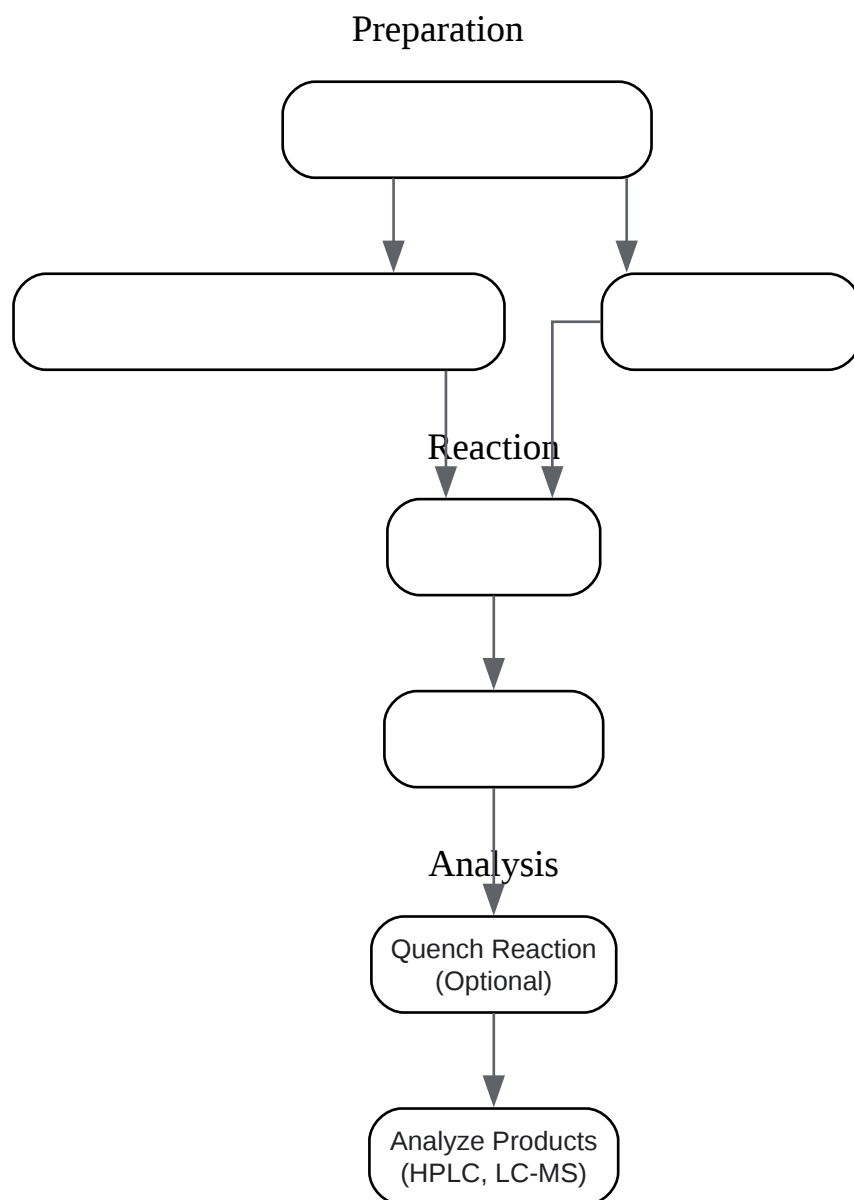 Preparation
Reaction
Analysis
Quench Reaction
(Optional)
Analyze Products
(HPLC, LC-MS)